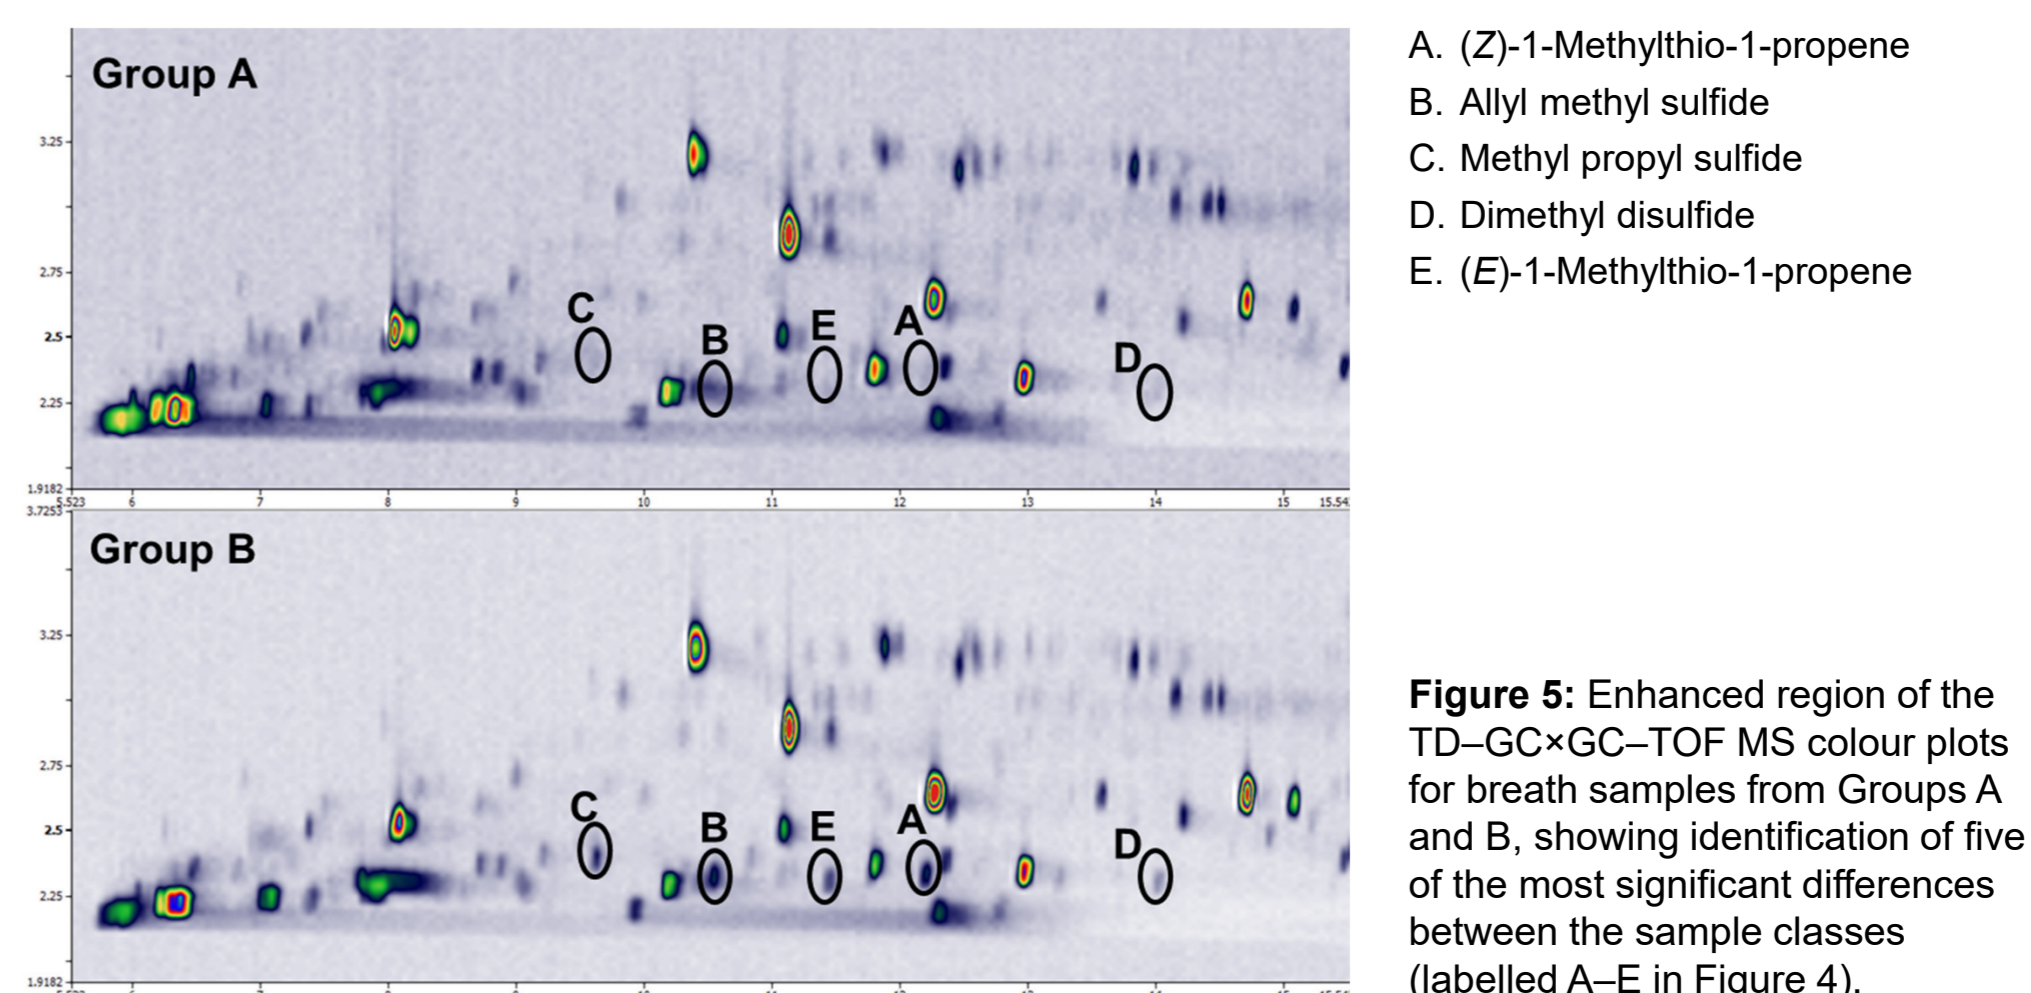 Group A
3.25
2.75
2.5
2.25
1.9182
C
B
E
A
D
5.523 6 7 8 9 10 11 12 13 14 15
3.7253
Group B
3.25
2.75
2.5
2.25
1.9182
C
B
E
A
D
A. (Z)-1-Methylthio-1-propene
B. Allyl methyl sulfide
C. Methyl propyl sulfide
D. Dimethyl disulfide
E. (E)-1-Methylthio-1-propene
Figure 5: Enhanced region of the
TD–GC×GC–TOF MS colour plots
for breath samples from Groups A
and B, showing identification of five
of the most significant differences
between the sample classes
(labelled A–E in Figure 4).